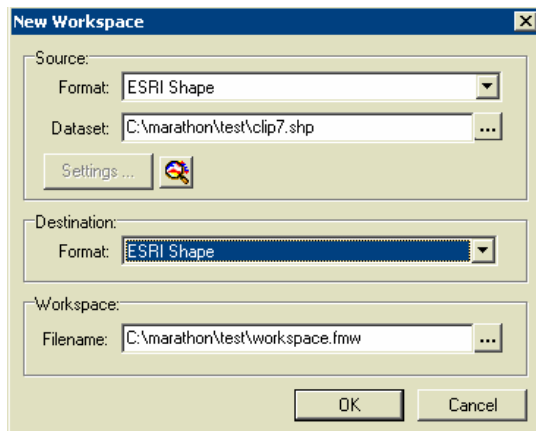 New Workspace
Source:
Format: ESRI Shape
Dataset: C:\marathon\test\clip7.shp ...
Settings ...
Destination:
Format: ESRI Shape
Workspace:
Filename: C:\marathon\test\workspace.fmw ...
OK Cancel